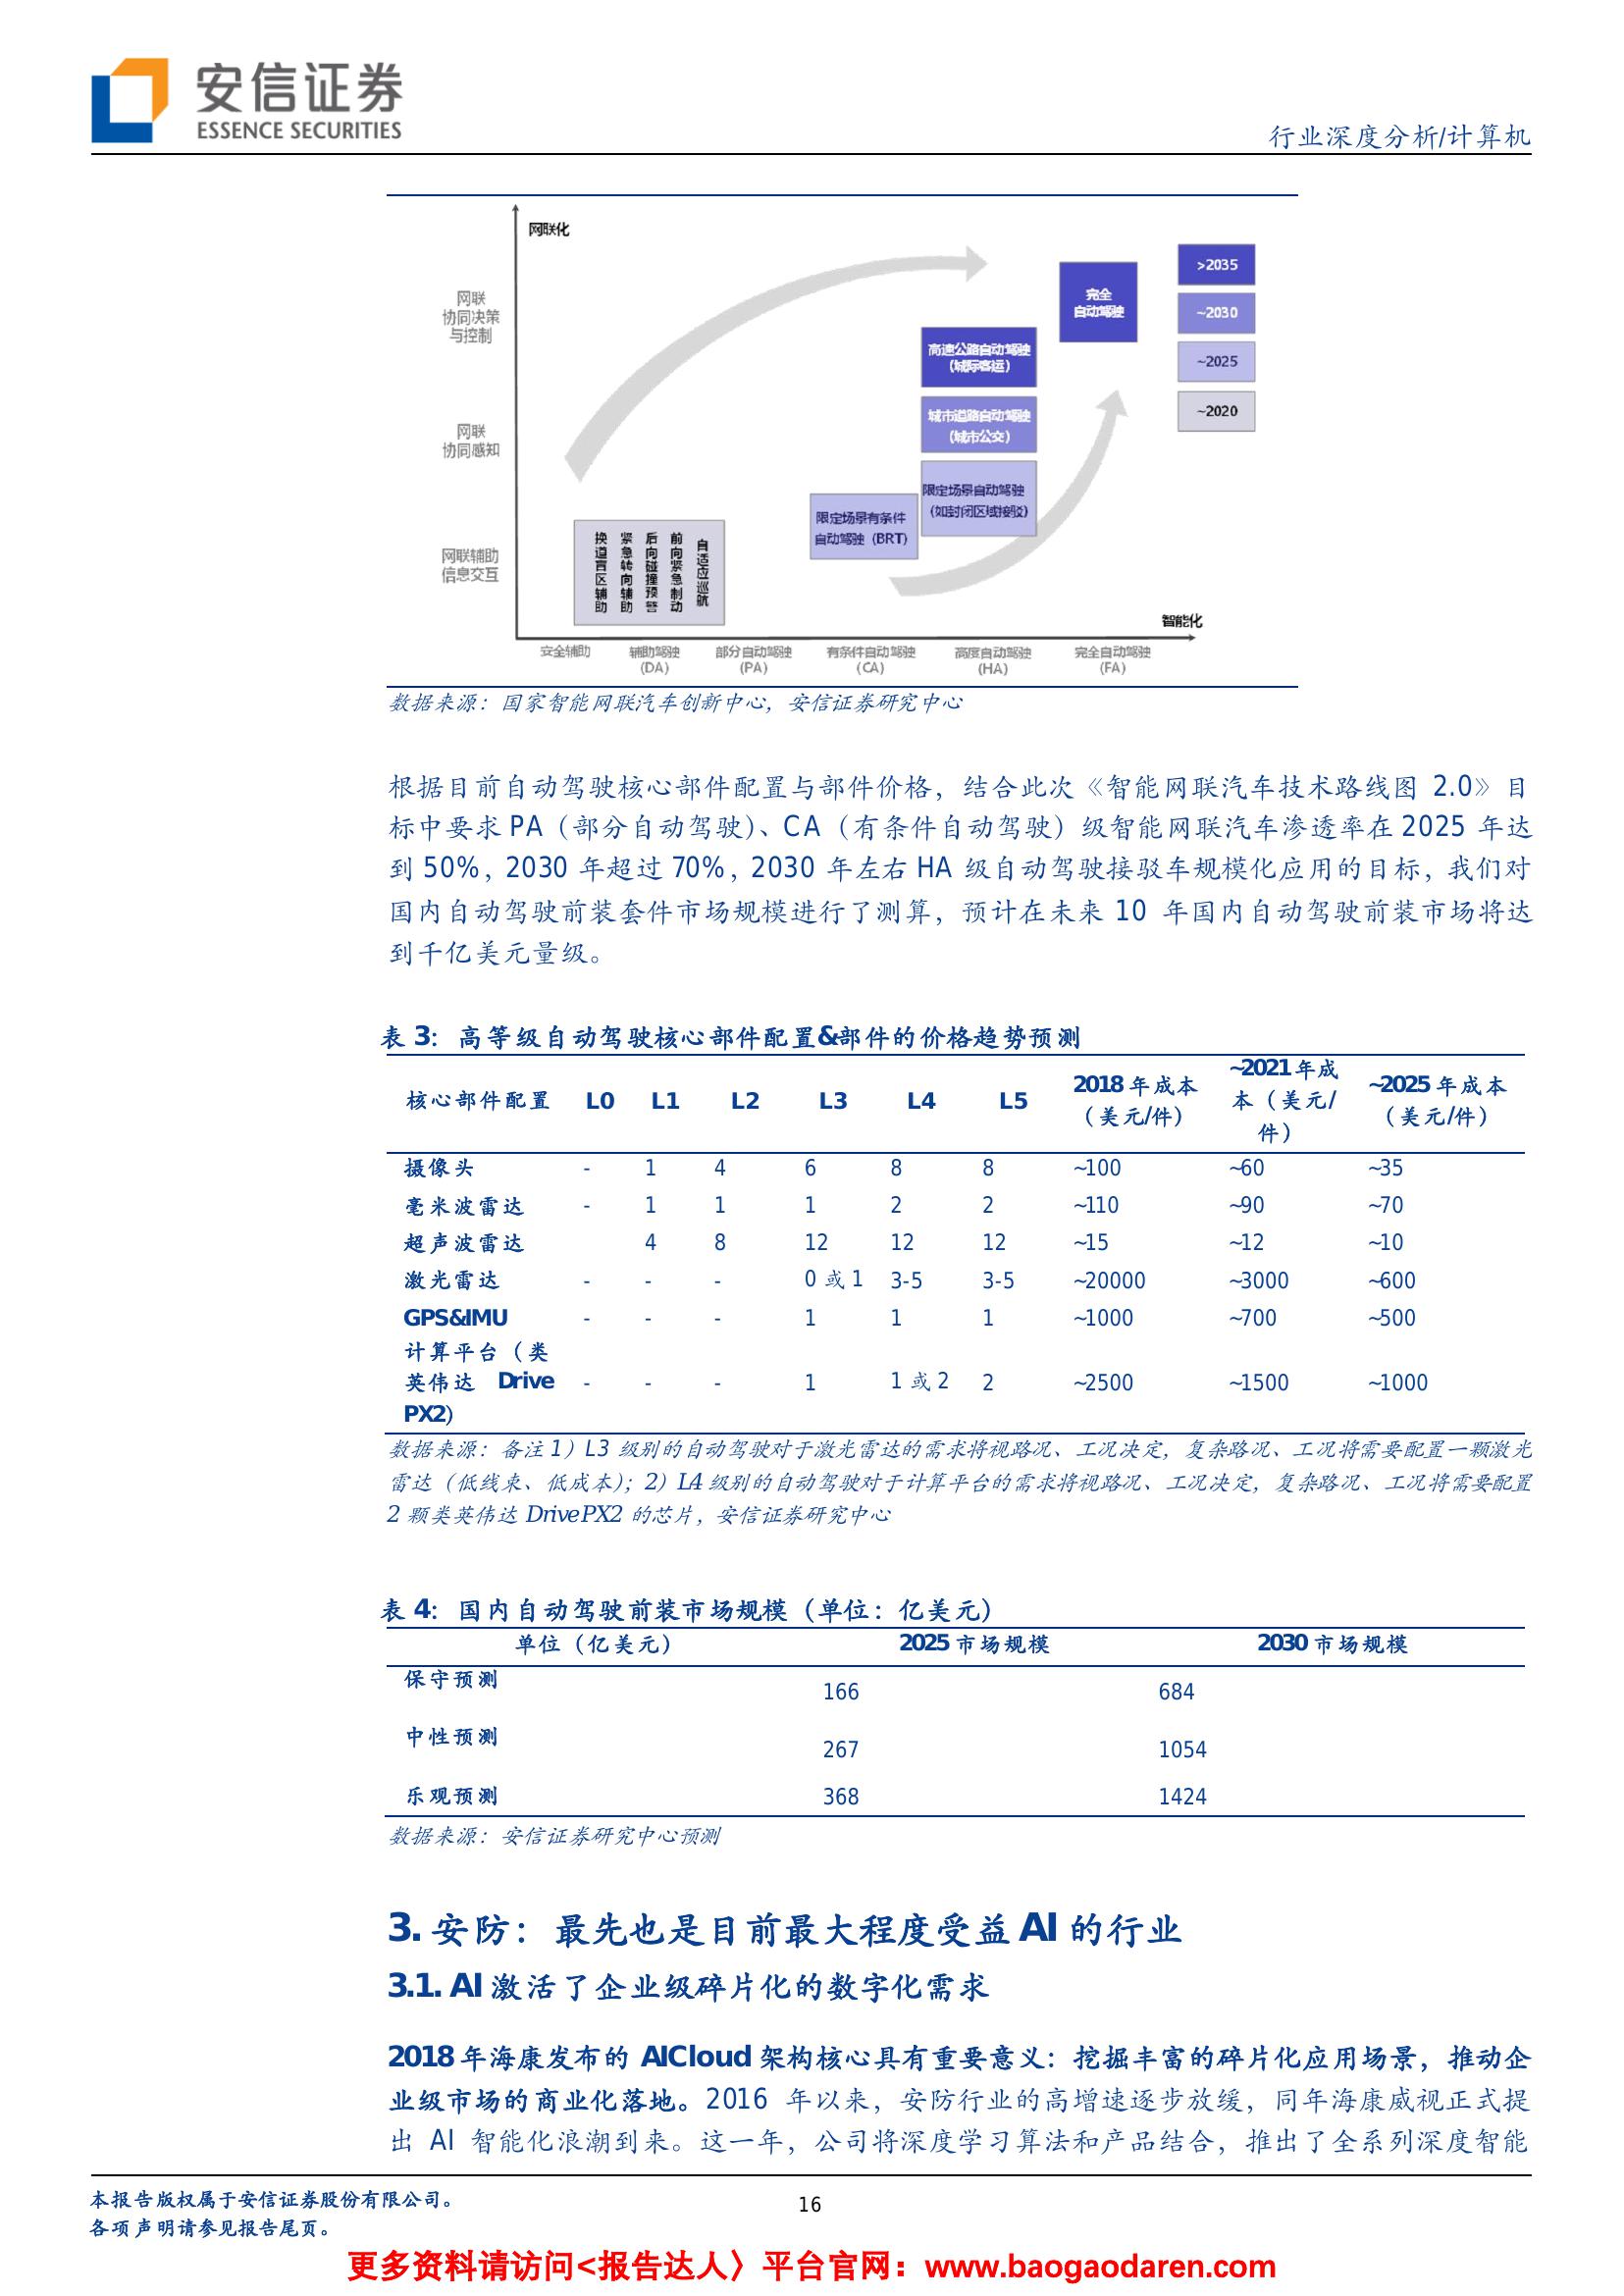 安信证券
ESSENCE SECURITIES
行业深度分析/计算机
网联化
网联
协同决策
与控制
网联
协同感知
网联辅助
信息交互
换道盲区辅助
紧急转向辅助
后向碰撞预警
前向紧急制动
自适应巡航
限定场景有条件
自动驾驶 (BRT)
高速公路自动驾驶
(城际客运)
城市道路自动驾驶
(城市公交)
限定场景自动驾驶
(如封闭区域接驳)
完全
自动驾驶
>2035
~2030
~2025
~2020
智能化
安全辅助
辅助驾驶
(DA)
部分自动驾驶
(PA)
有条件自动驾驶
(CA)
高度自动驾驶
(HA)
完全自动驾驶
(FA)
数据来源：国家智能网联汽车创新中心，安信证券研究中心
根据目前自动驾驶核心部件配置与部件价格，结合此次《智能网联汽车技术路线图 2.0》目
标中要求 PA（部分自动驾驶）、CA（有条件自动驾驶）级智能网联汽车渗透率在 2025 年达
到 50%，2030 年超过 70%，2030 年左右 HA 级自动驾驶接驳车规模化应用的目标，我们对
国内自动驾驶前装套件市场规模进行了测算，预计在未来 10 年国内自动驾驶前装市场将达
到千亿美元量级。
表 3：高等级自动驾驶核心部件配置&部件的价格趋势预测
核心部件配置 L0 L1 L2 L3 L4 L5 2018 年成本（美元/件） ~2021 年成本（美元/件） ~2025 年成本（美元/件）
摄像头 - 1 4 6 8 8 ~100 ~60 ~35
毫米波雷达 - 1 1 1 2 2 ~110 ~90 ~70
超声波雷达 4 8 12 12 12 ~15 ~12 ~10
激光雷达 - - - 0 或 1 3-5 3-5 ~20000 ~3000 ~600
GPS&IMU - - - 1 1 1 ~1000 ~700 ~500
计算平台（类
英伟达 Drive - - - 1 1 或 2 2 ~2500 ~1500 ~1000
PX2）
数据来源：备注 1）L3 级别的自动驾驶对于激光雷达的需求将视路况、工况决定，复杂路况、工况将需要配置一颗激光
雷达（低线束、低成本）；2）L4 级别的自动驾驶对于计算平台的需求将视路况、工况决定，复杂路况、工况将需要配置
2 颗类英伟达 DrivePX2 的芯片，安信证券研究中心
表 4：国内自动驾驶前装市场规模（单位：亿美元）
单位（亿美元） 2025 市场规模 2030 市场规模
保守预测 166 684
中性预测 267 1054
乐观预测 368 1424
数据来源：安信证券研究中心预测
3. 安防：最先也是目前最大程度受益 AI 的行业
3.1. AI 激活了企业级碎片化的数字化需求
2018 年海康发布的 AICloud 架构核心具有重要意义：挖掘丰富的碎片化应用场景，推动企
业级市场的商业化落地。2016 年以来，安防行业的高增速逐步放缓，同年海康威视正式提
出 AI 智能化浪潮到来。这一年，公司将深度学习算法和产品结合，推出了全系列深度智能
本报告版权属于安信证券股份有限公司。
各项声明请参见报告尾页。
16
更多资料请访问<报告达人〉平台官网：www.baogaodaren.com